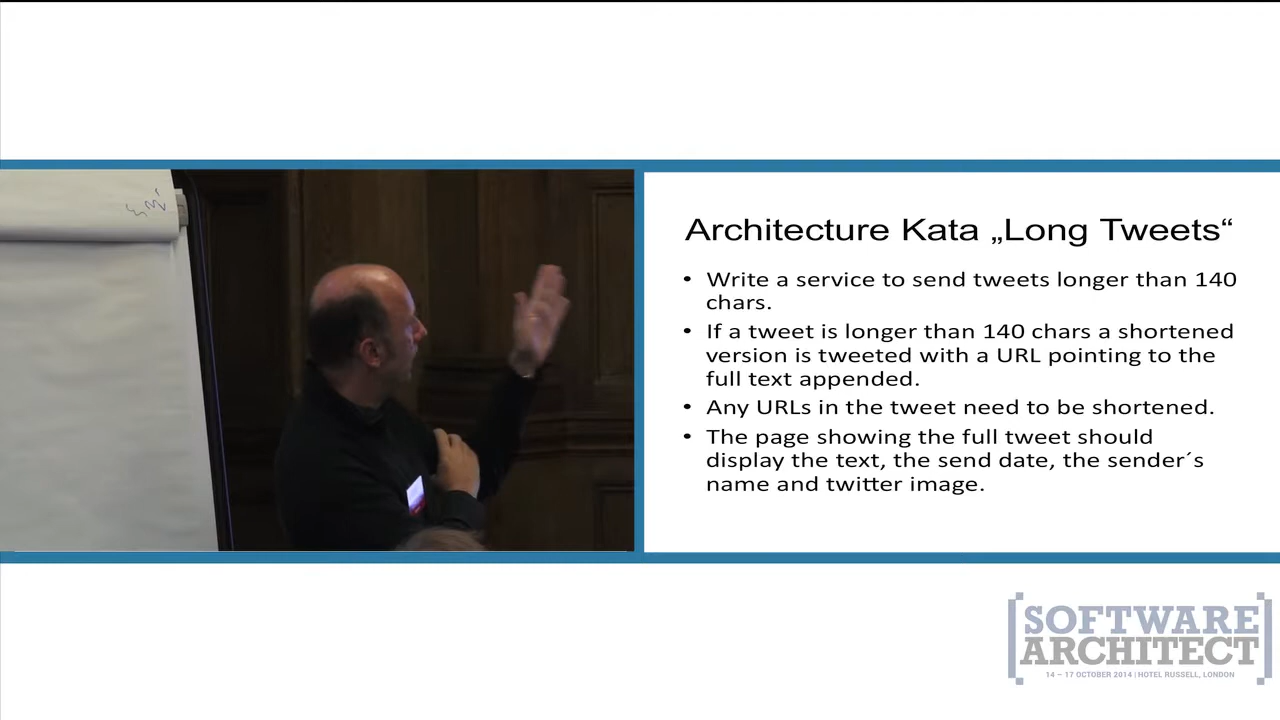 Architecture Kata „Long Tweets“
• Write a service to send tweets longer than 140
chars.
• If a tweet is longer than 140 chars a shortened
version is tweeted with a URL pointing to the
full text appended.
• Any URLs in the tweet need to be shortened.
• The page showing the full tweet should
display the text, the send date, the sender´s
name and twitter image.
[SOFTWARE
ARCHITECT]
14 – 17 OCTOBER 2014 | HOTEL RUSSELL, LONDON